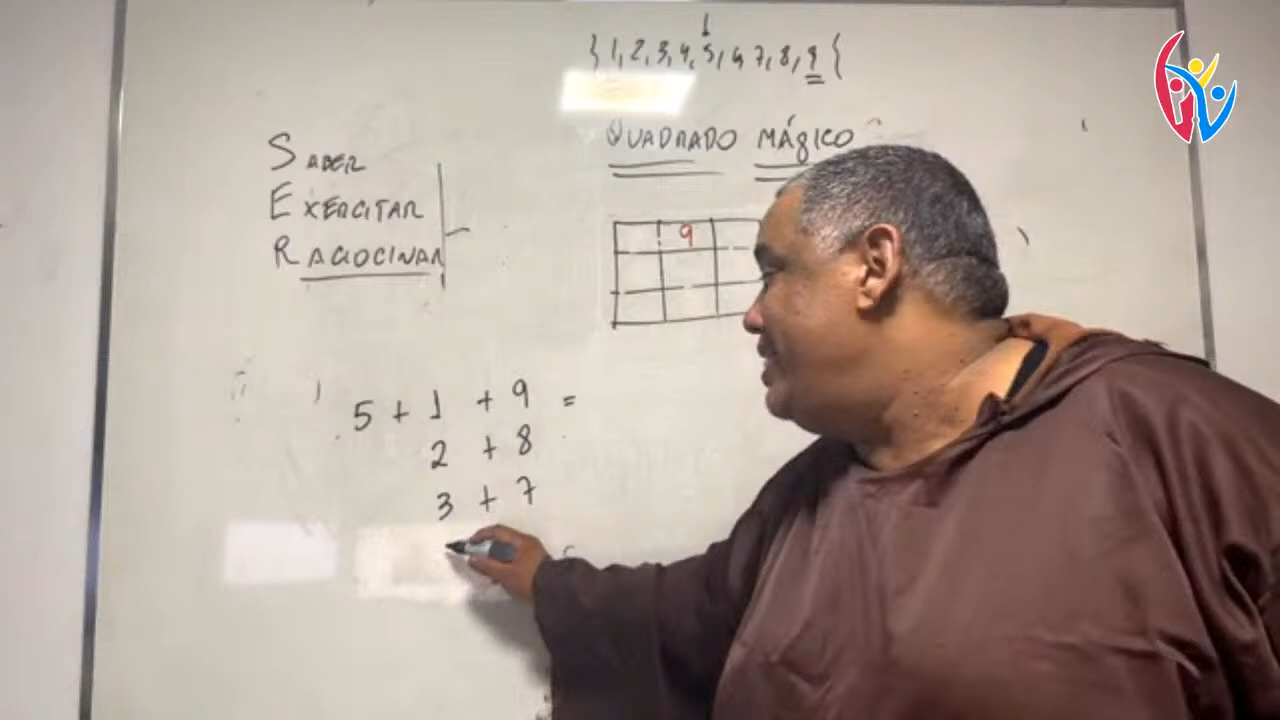 {1, 2, 3, 4, 5, 6, 7, 8, 9{
QUADRADO MÁGICO
SABER
EXERCITAR
RACIOCINAR
9
5 + 1 + 9 =
2 + 8
3 + 7